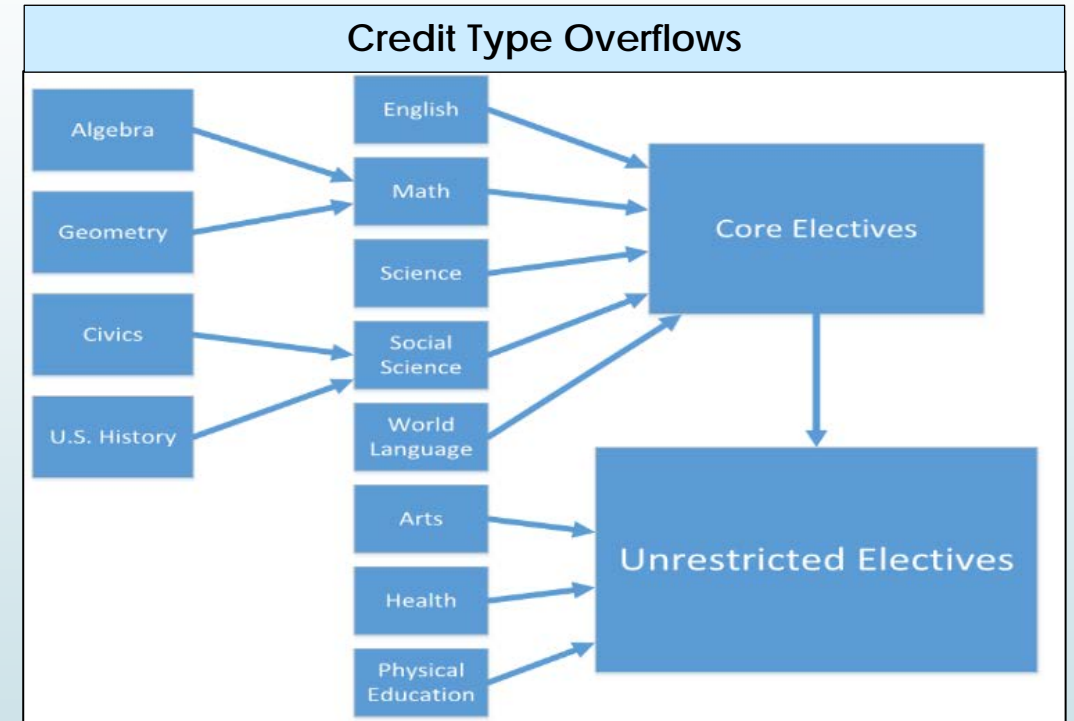 Credit Type Overflows
Algebra
Geometry
Civics
U.S. History
English
Math
Science
Social
Science
World
Language
Arts
Health
Physical
Education
Core Electives
Unrestricted Electives